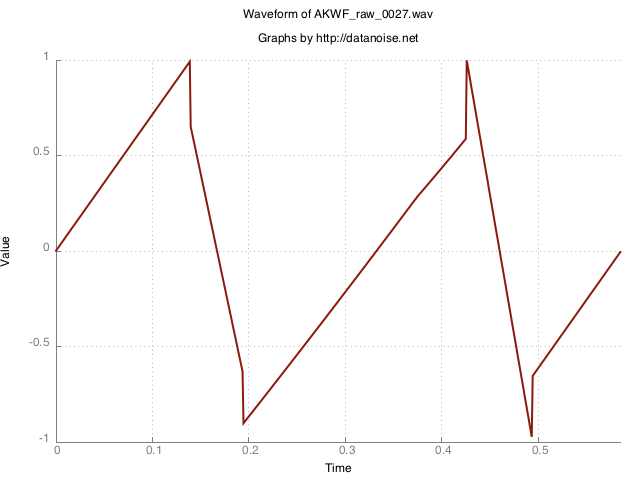 Waveform of AKWF_raw_0027.wav
Graphs by http://datanoise.net
1
0.5
0
-0.5
-1
Value
0 0.1 0.2 0.3 0.4 0.5
Time